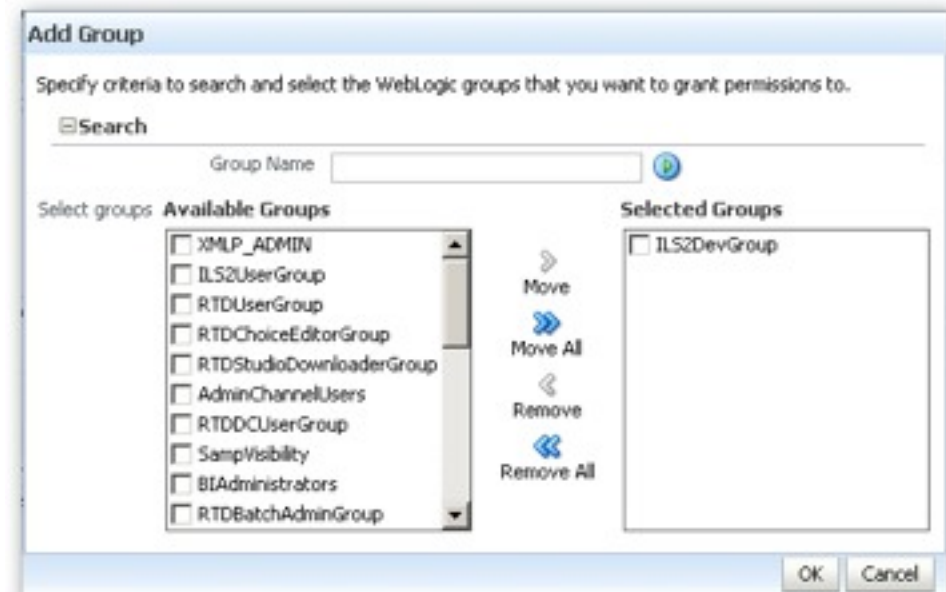 Add Group
Specify criteria to search and select the WebLogic groups that you want to grant permissions to.
Search
Group Name
Select groups Available Groups
XMLP_ADMIN
ILS2UserGroup
RTDUserGroup
RTDChoiceEditorGroup
RTDStudioDownloaderGroup
AdminChannelUsers
RTDDCUserGroup
SampVisibility
BIAdministrators
RTDBatchAdminGroup
Move
Move All
Remove
Remove All
Selected Groups
ILS2DevGroup
OK Cancel